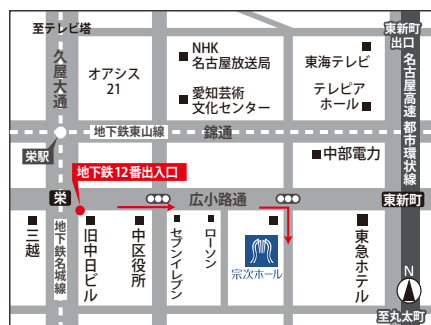 至テレビ塔
久屋大通
オアシス
21
NHK
名古屋放送局
愛知芸術
文化センター
東海テレビ
テレピア
ホール
東新町
出口
名古屋高速 都市環状線
地下鉄東山線
錦通
栄駅
中部電力
地下鉄12番出入口
栄
広小路通
東新町
三越
地下鉄名城線
旧中日ビル
中区役所
セブンイレブン
ローソン
宗次ホール
東急ホテル
N
至丸太町